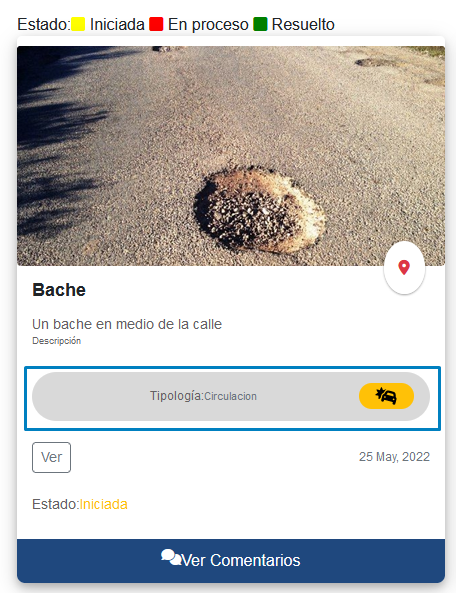 Estado: Iniciada En proceso Resuelto
Bache
Un bache en medio de la calle
Descripción
Tipología:Circulacion
Ver 25 May, 2022
Estado:Iniciada
Ver Comentarios